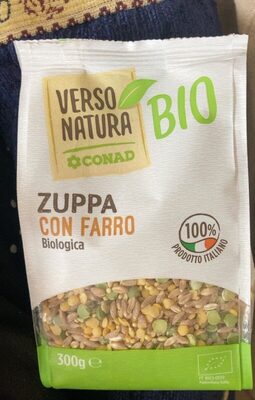 VERSO
NATURA
CONAD
BIO
ZUPPA
CON FARRO
Biologica
100%
PRODOTTO ITALIANO
300g e